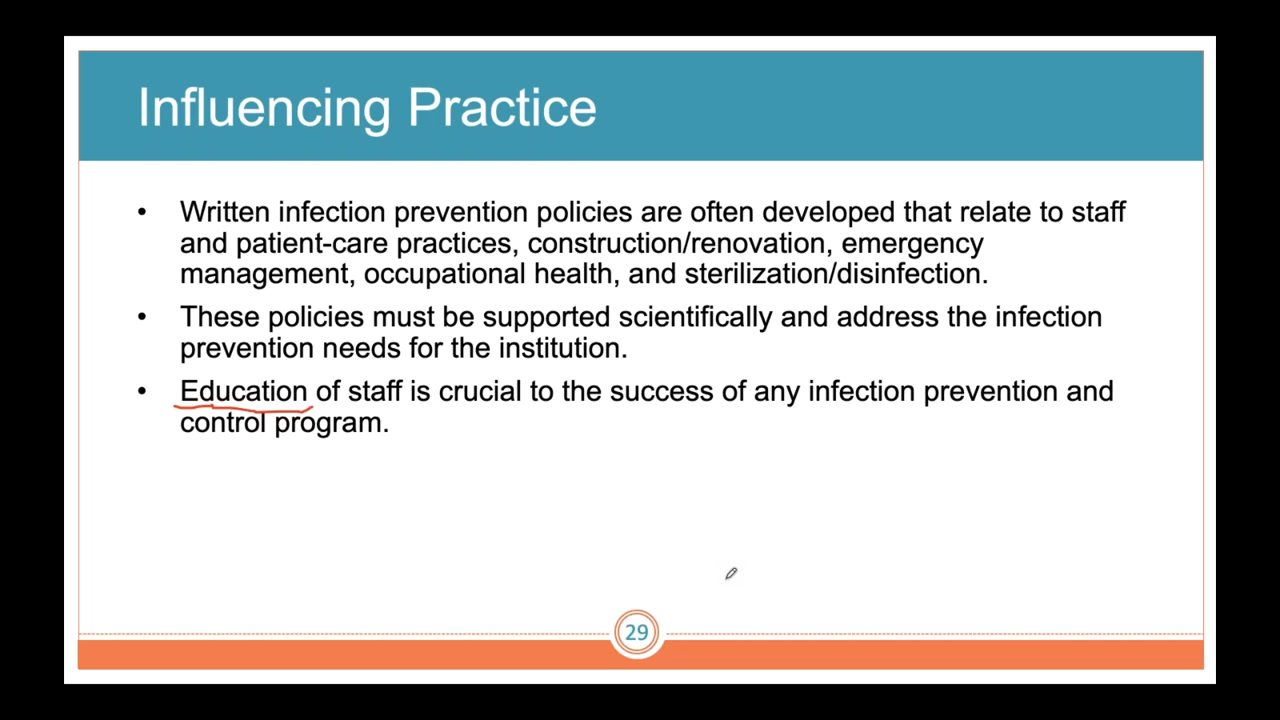 Influencing Practice
• Written infection prevention policies are often developed that relate to staff
and patient-care practices, construction/renovation, emergency
management, occupational health, and sterilization/disinfection.
• These policies must be supported scientifically and address the infection
prevention needs for the institution.
• Education of staff is crucial to the success of any infection prevention and
control program.
29